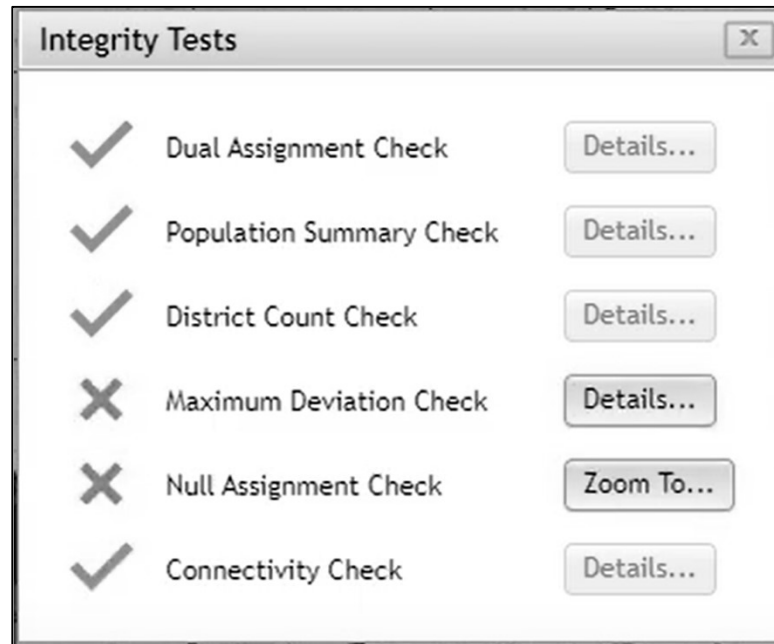 Integrity Tests
Dual Assignment Check Details...
Population Summary Check Details...
District Count Check Details...
Maximum Deviation Check Details...
Null Assignment Check Zoom To...
Connectivity Check Details...